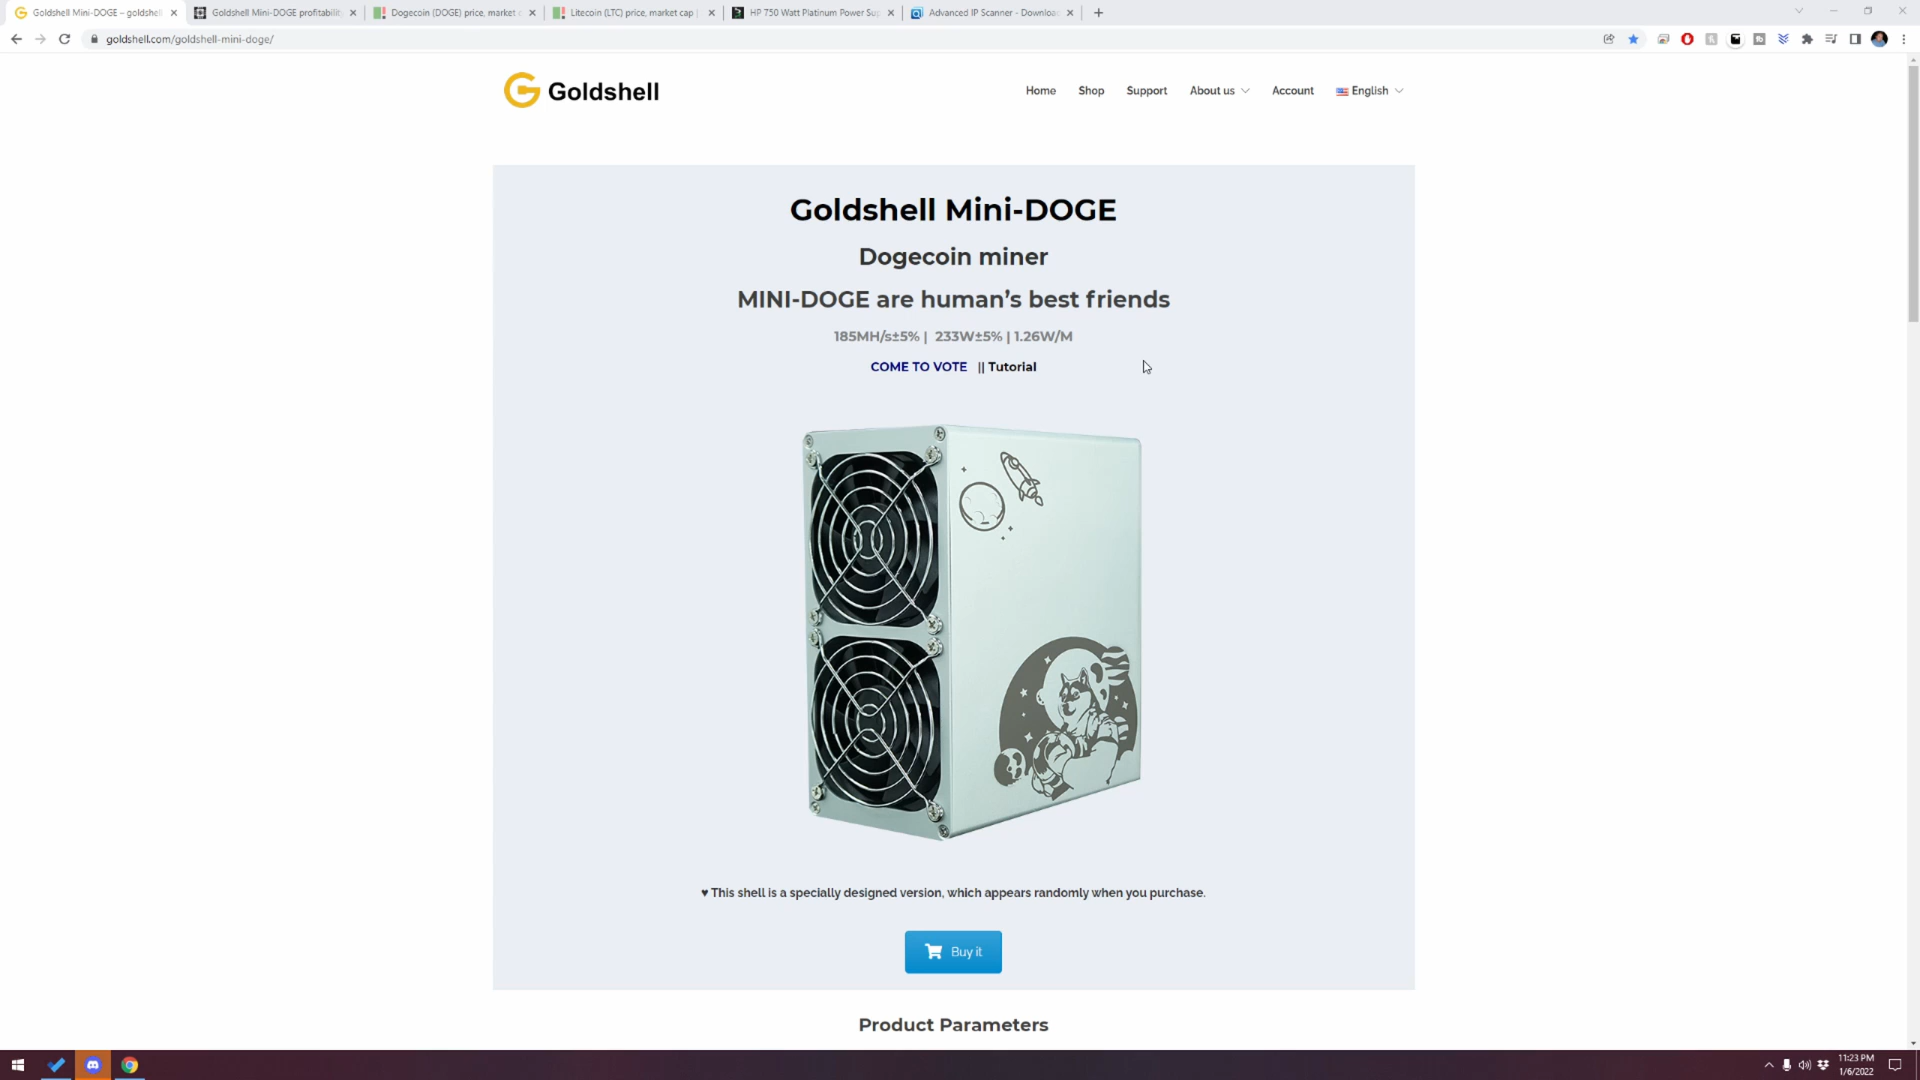 Goldshell Mini-DOGE – goldshell
Goldshell Mini-DOGE profitability
Dogecoin (DOGE) price, market c
Litecoin (LTC) price, market cap |
HP 750 Watt Platinum Power Sup
Advanced IP Scanner - Download
goldshell.com/goldshell-mini-doge/
Goldshell
Home
Shop
Support
About us
Account
English
Goldshell Mini-DOGE
Dogecoin miner
MINI-DOGE are human’s best friends
185MH/s±5% | 233W±5% | 1.26W/M
COME TO VOTE || Tutorial
♥ This shell is a specially designed version, which appears randomly when you purchase.
Buy it
Product Parameters
11:23 PM
1/6/2022